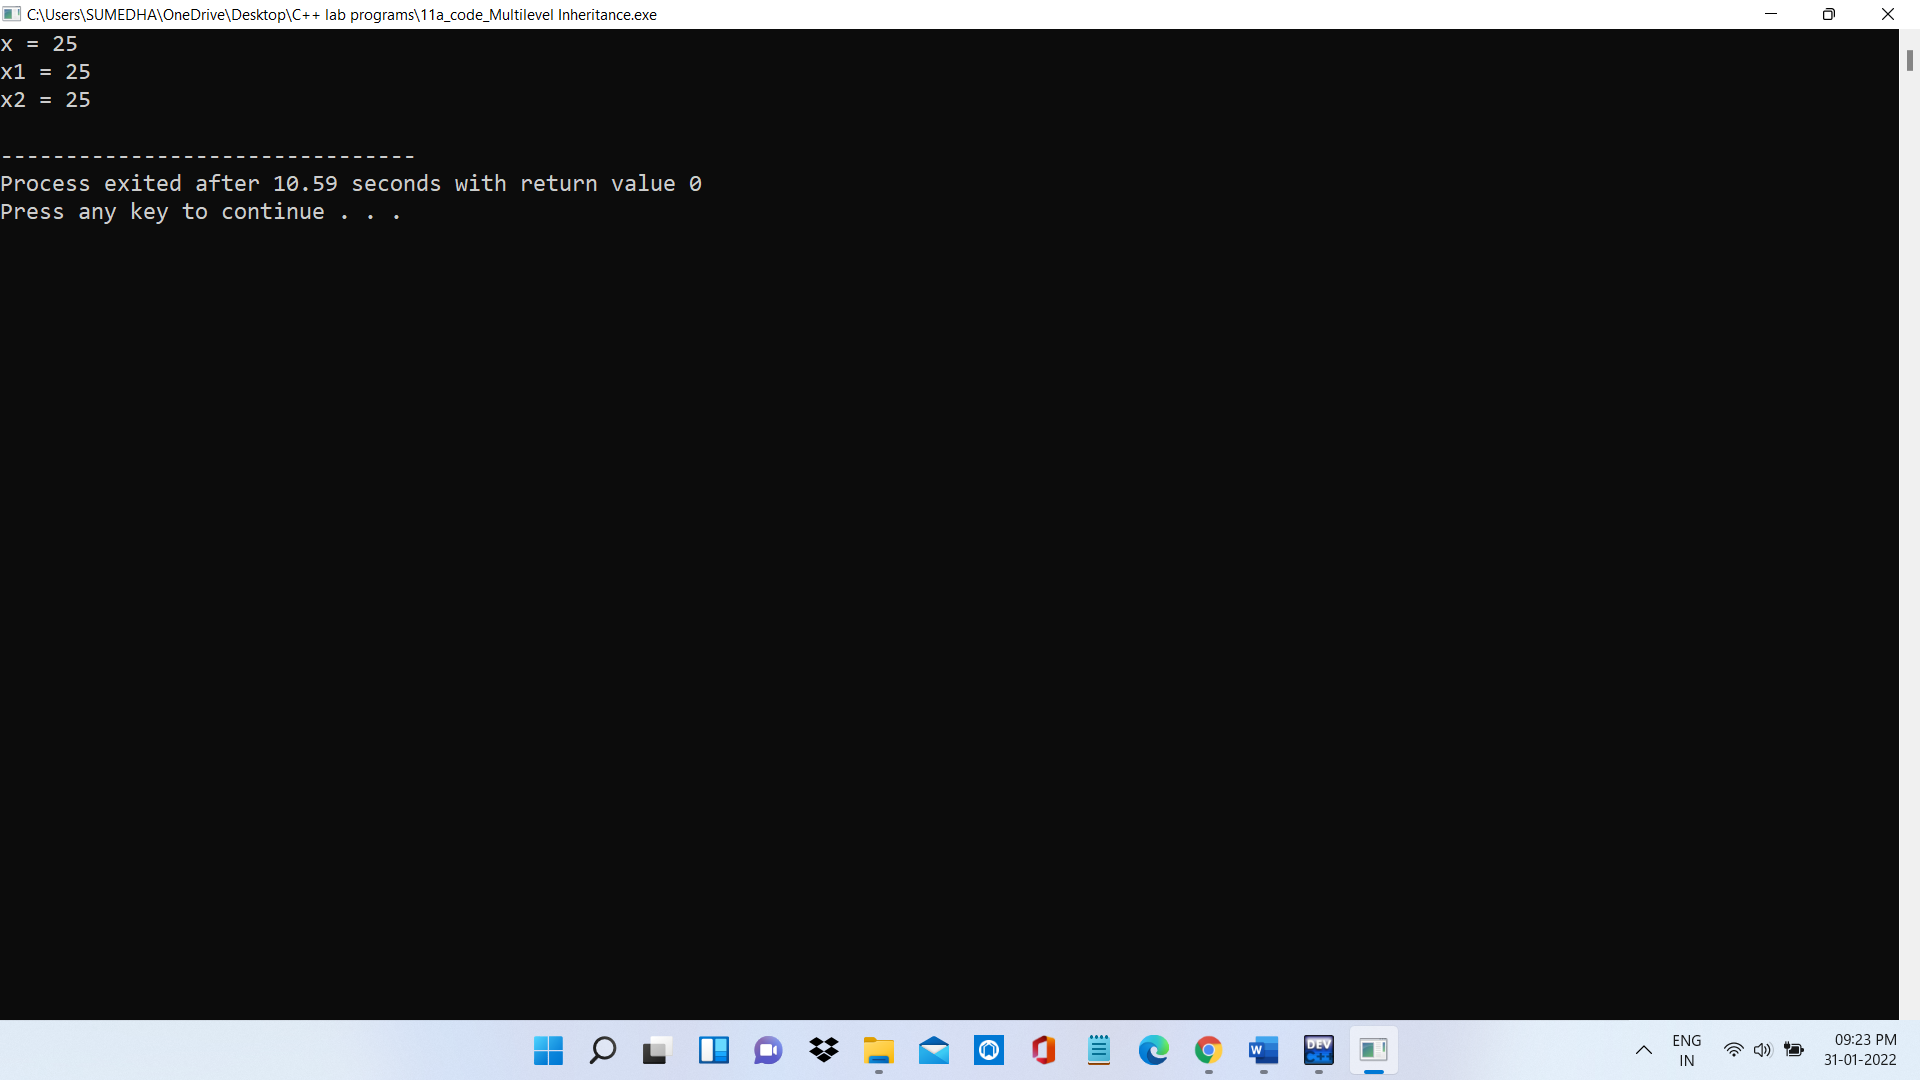 C:\Users\SUMEDHA\OneDrive\Desktop\C++ lab programs\11a_code_Multilevel Inheritance.exe
x = 25
x1 = 25
x2 = 25
--------------------------------
Process exited after 10.59 seconds with return value 0
Press any key to continue . . .
W
DEV
C++
ENG
IN
09:23 PM
31-01-2022